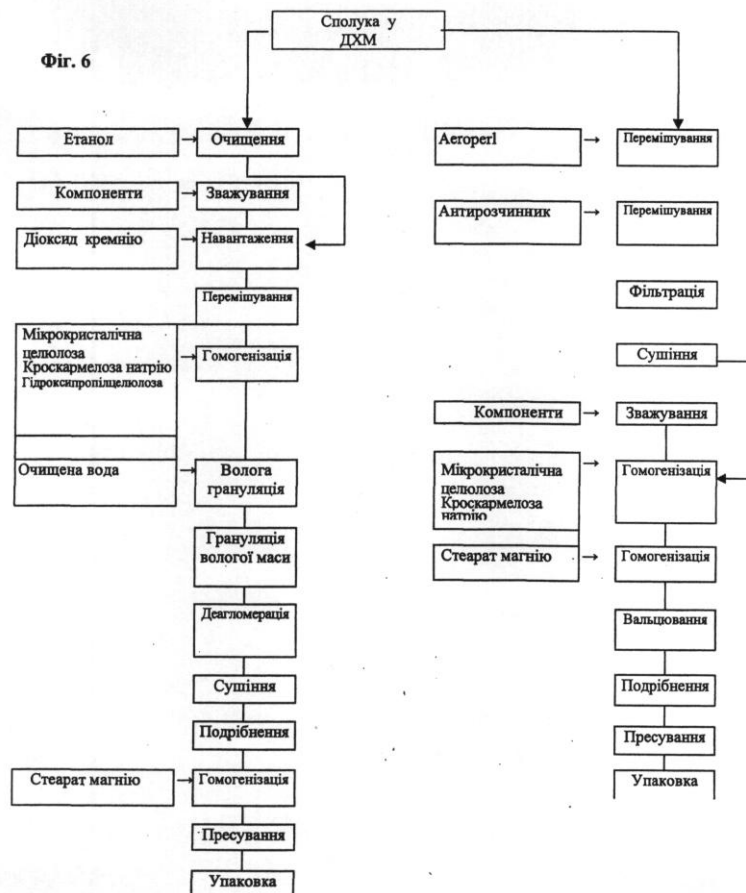 Сполука у
ДХМ
Фіг. 6
Етанол
Очищення
Компоненти
Зважування
Діоксид кремнію
Навантаження
Перемішування
Мікрокристалічна
целюлоза
Кроскармелоза натрію
Гідроксипропілцелюлоза
Гомогенізація
Очищена вода
Волога
грануляція
Грануляція
вологої маси
Деагломерація
Сушіння
Подрібнення
Стеарат магнію
Гомогенізація
Пресування
Упаковка
Aeroperl
Перемішування
Антирозчинник
Перемішування
Фільтрація
Сушіння
Компоненти
Зважування
Мікрокристалічна
целюлоза
Кроскармелоза
натрію
Гомогенізація
Стеарат магнію
Гомогенізація
Вальцювання
Подрібнення
Пресування
Упаковка